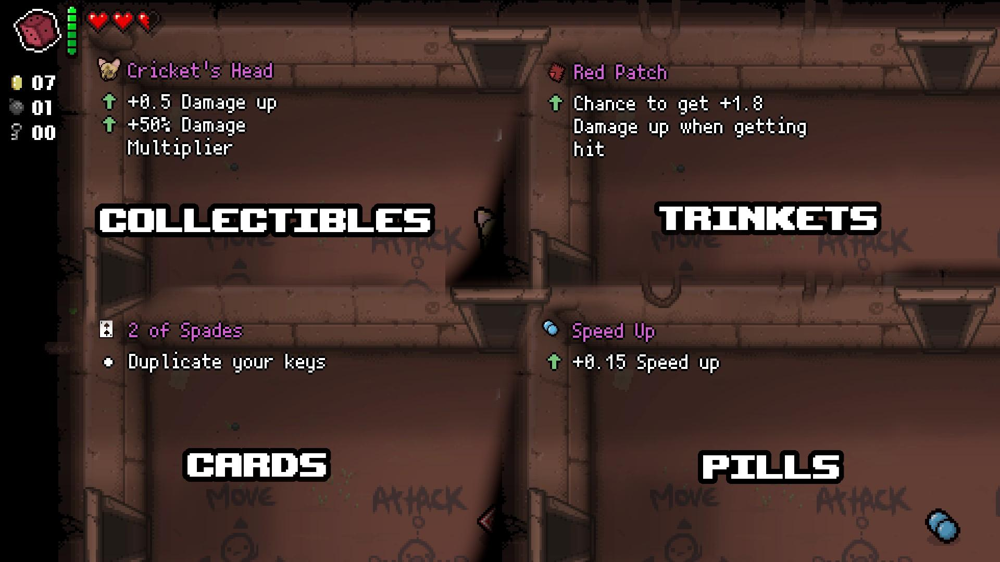 07
01
00
Cricket's Head
+0.5 Damage up
+50% Damage
Multiplier
COLLECTIBLES
MOVE
ATTACK
Red Patch
Chance to get +1.8
Damage up when getting
hit
TRINKETS
MOVE
ATTACK
2 of Spades
Duplicate your keys
CARDS
MOVE
ATTACK
Speed Up
+0.15 Speed up
PILLS
MOVE
ATTACK